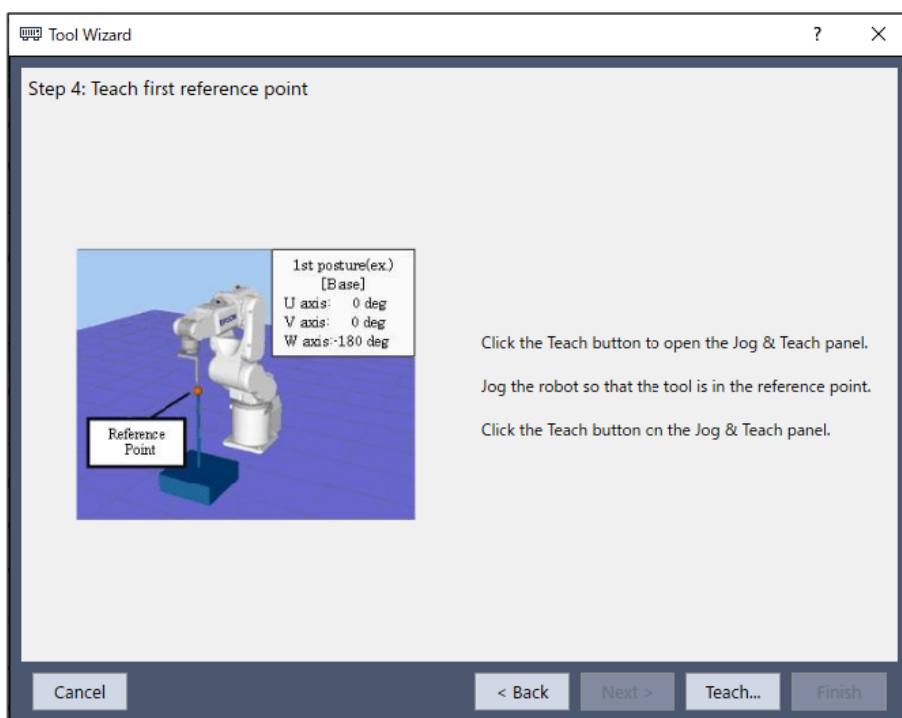 Tool Wizard
?
Step 4: Teach first reference point
1st posture(ex.)
[Base]
U axis: 0 deg
V axis: 0 deg
W axis:-180 deg
EPSON
Reference
Point
Click the Teach button to open the Jog & Teach panel.
Jog the robot so that the tool is in the reference point.
Click the Teach button on the Jog & Teach panel.
Cancel
< Back
Next >
Teach...
Finish